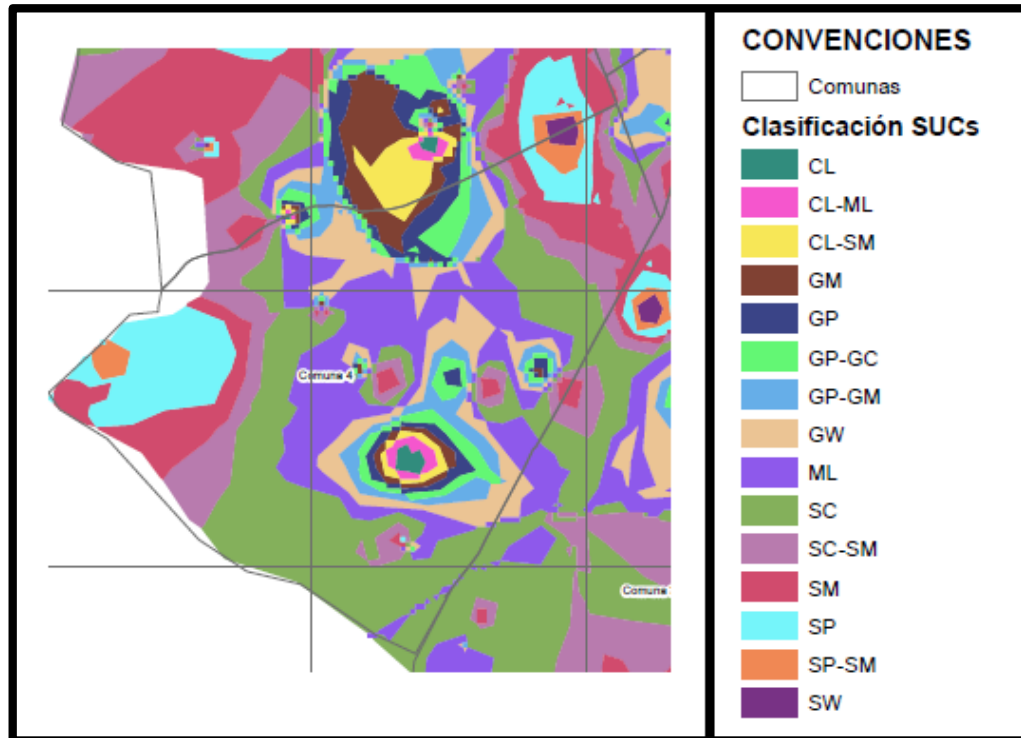 CONVENCIONES
Comunas
Clasificación SUCs
CL
CL-ML
CL-SM
GM
GP
GP-GC
GP-GM
GW
ML
SC
SC-SM
SM
SP
SP-SM
SW
Comuna 4
Comuna